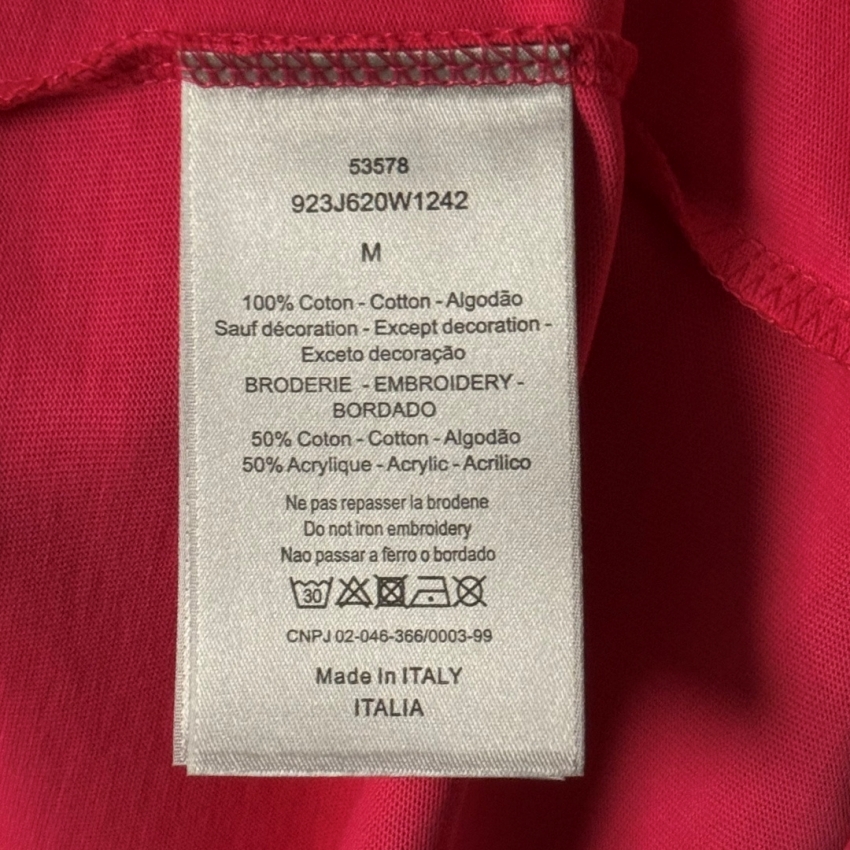 53578
923J620W1242
M
100% Coton - Cotton - Algodão
Sauf décoration - Except decoration -
Exceto decoração
BRODERIE - EMBROIDERY -
BORDADO
50% Coton - Cotton - Algodão
50% Acrylique - Acrylic - Acrilico
Ne pas repasser la brodene
Do not iron embroidery
Nao passar a fèrro o bordado
30
CNPJ 02-046-366/0003-99
Made In ITALY
ITALIA